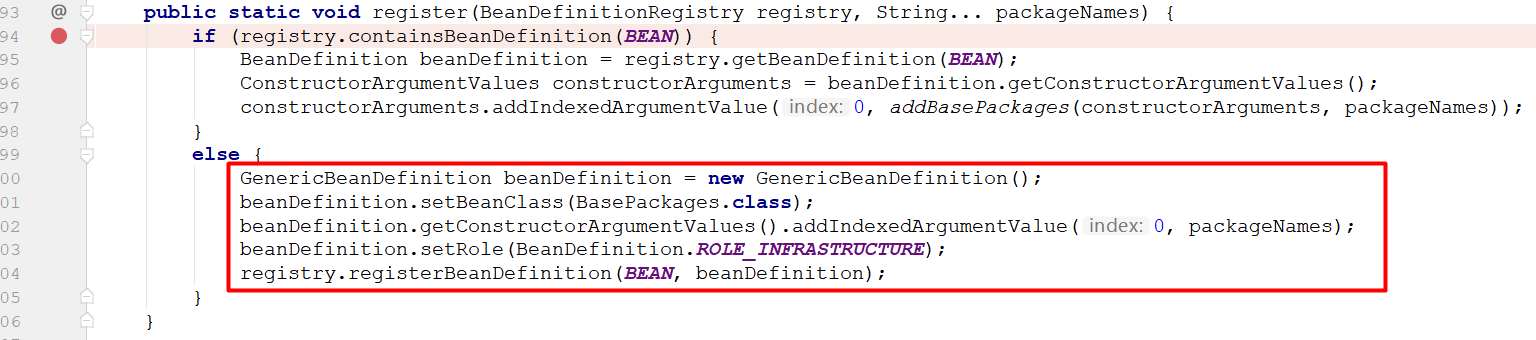 93 @ public static void register(BeanDefinitionRegistry registry, String... packageNames) {
94 if (registry.containsBeanDefinition(BEAN)) {
95 BeanDefinition beanDefinition = registry.getBeanDefinition(BEAN);
96 ConstructorArgumentValues constructorArguments = beanDefinition.getConstructorArgumentValues();
97 constructorArguments.addIndexedArgumentValue( index: 0, addBasePackages(constructorArguments, packageNames));
98 }
99 else {
00 GenericBeanDefinition beanDefinition = new GenericBeanDefinition();
01 beanDefinition.setBeanClass(BasePackages.class);
02 beanDefinition.getConstructorArgumentValues().addIndexedArgumentValue( index: 0, packageNames);
03 beanDefinition.setRole(BeanDefinition.ROLE_INFRASTRUCTURE);
04 registry.registerBeanDefinition(BEAN, beanDefinition);
05 }
06 }